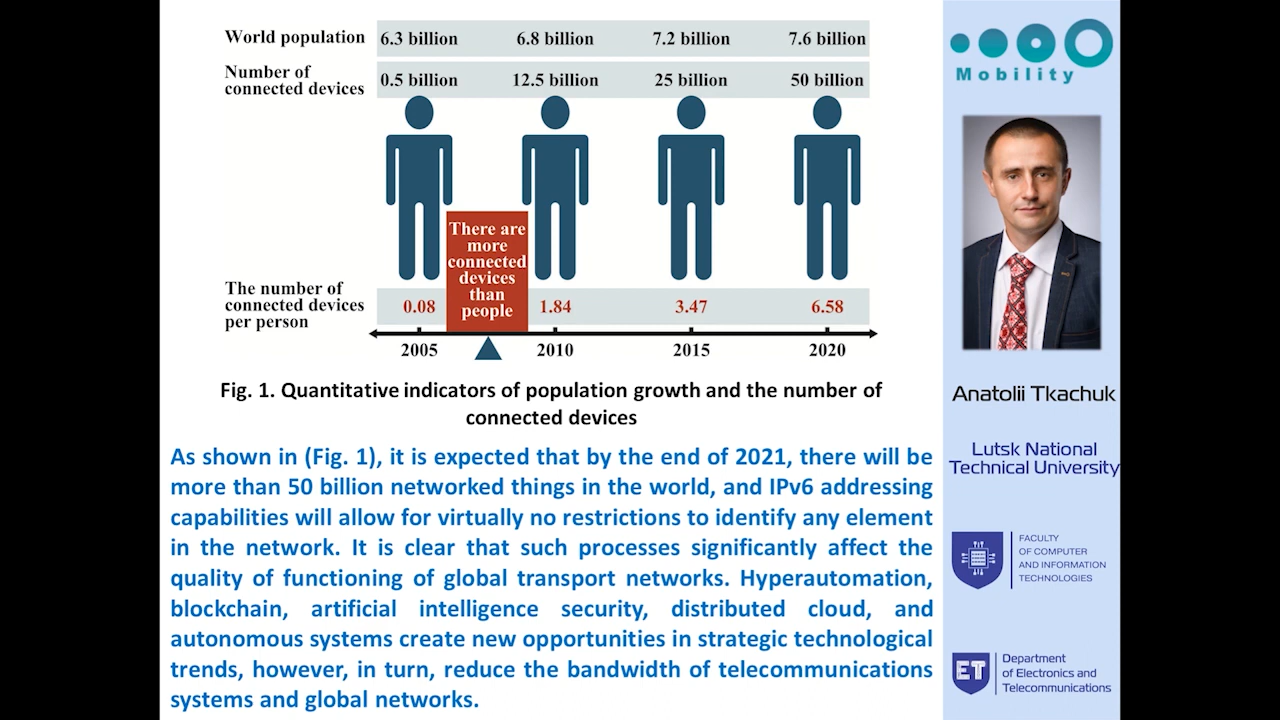 World population 6.3 billion 6.8 billion 7.2 billion 7.6 billion
Number of
connected devices 0.5 billion 12.5 billion 25 billion 50 billion
There are
more
connected
devices
than
people
The number of
connected devices
per person 0.08 1.84 3.47 6.58
2005 2010 2015 2020
Fig. 1. Quantitative indicators of population growth and the number of
connected devices
As shown in (Fig. 1), it is expected that by the end of 2021, there will be
more than 50 billion networked things in the world, and IPv6 addressing
capabilities will allow for virtually no restrictions to identify any element
in the network. It is clear that such processes significantly affect the
quality of functioning of global transport networks. Hyperautomation,
blockchain, artificial intelligence security, distributed cloud, and
autonomous systems create new opportunities in strategic technological
trends, however, in turn, reduce the bandwidth of telecommunications
systems and global networks.
Mobility
Anatolii Tkachuk
Lutsk National
Technical University
FACULTY
OF COMPUTER
AND INFORMATION
TECHNOLOGIES
ET
Department
of Electronics and
Telecommunications